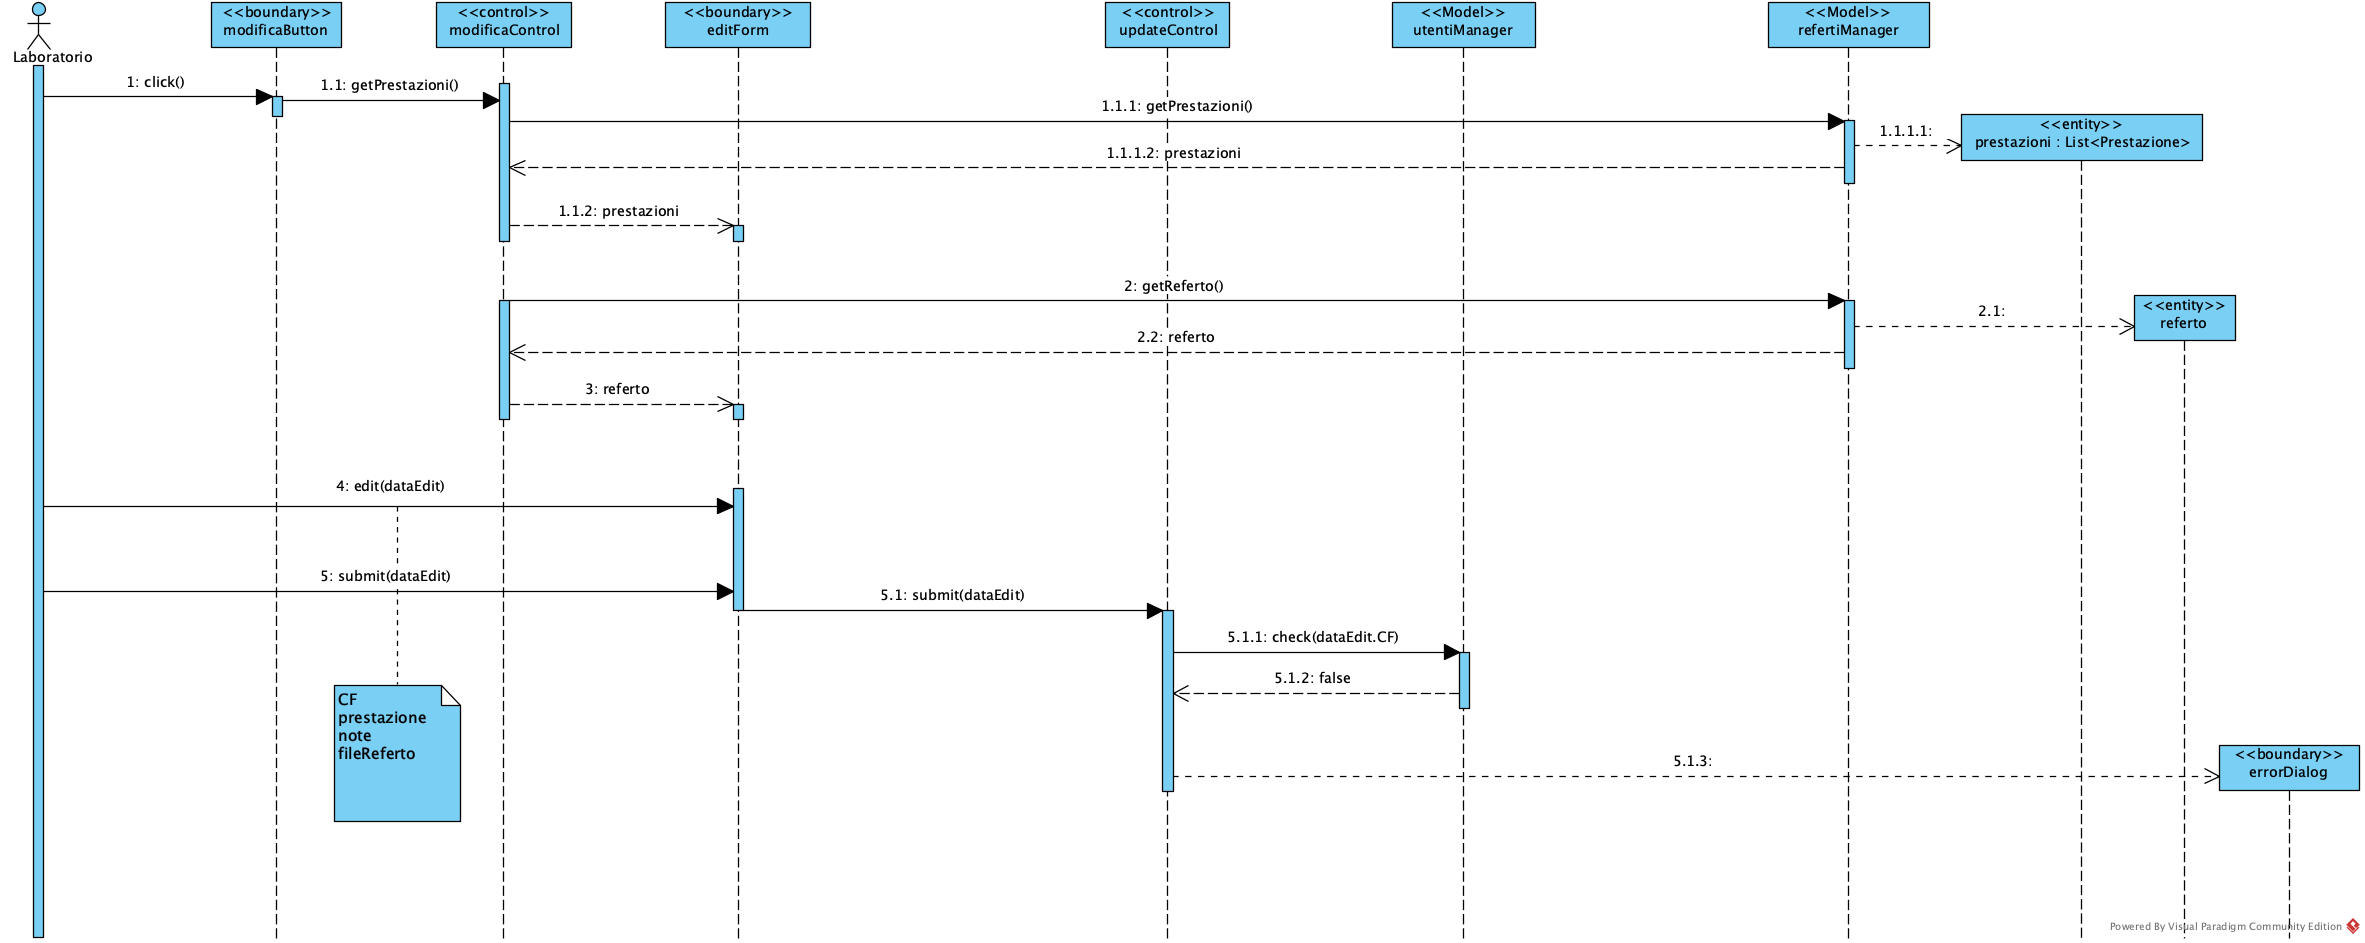 <<boundary>>
modificaButton
<<control>>
modificaControl
<<boundary>>
editForm
<<control>>
updateControl
<<Model>>
utentiManager
<<Model>>
refertiManager
Laboratorio
1: click()
1.1: getPrestazioni()
1.1.1: getPrestazioni()
<<entity>>
prestazioni : List<Prestazione>
1.1.1.1:
1.1.1.2: prestazioni
1.1.2: prestazioni
2: getReferto()
<<entity>>
referto
2.1:
2.2: referto
3: referto
4: edit(dataEdit)
5: submit(dataEdit)
5.1: submit(dataEdit)
5.1.1: check(dataEdit.CF)
5.1.2: false
CF
prestazione
note
fileReferto
5.1.3:
<<boundary>>
errorDialog
Powered By Visual Paradigm Community Edition